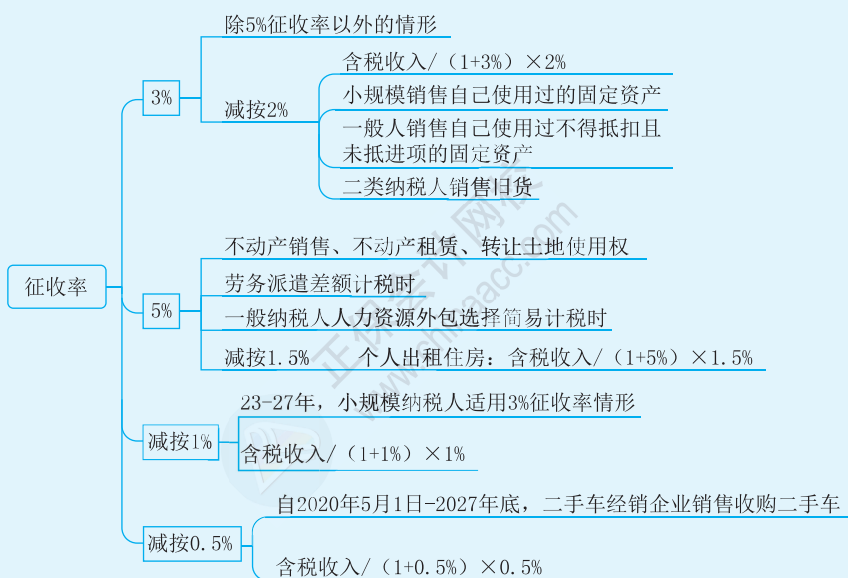 除5%征收率以外的情形
含税收入/（1+3%）×2%
3%
小规模销售自己使用过的固定资产
减按2%
一般人销售自己使用过不得抵扣且
未抵进项的固定资产
二类纳税人销售旧货
不动产销售、不动产租赁、转让土地使用权
征收率
劳务派遣差额计税时
5%
一般纳税人人力资源外包选择简易计税时
减按1.5% 个人出租住房：含税收入/（1+5%）×1.5%
23-27年，小规模纳税人适用3%征收率情形
减按1%
含税收入/（1+1%）×1%
自2020年5月1日-2027年底，二手车经销企业销售收购二手车
减按0.5%
含税收入/（1+0.5%）×0.5%
正保会计网校
www.chinaacc.com